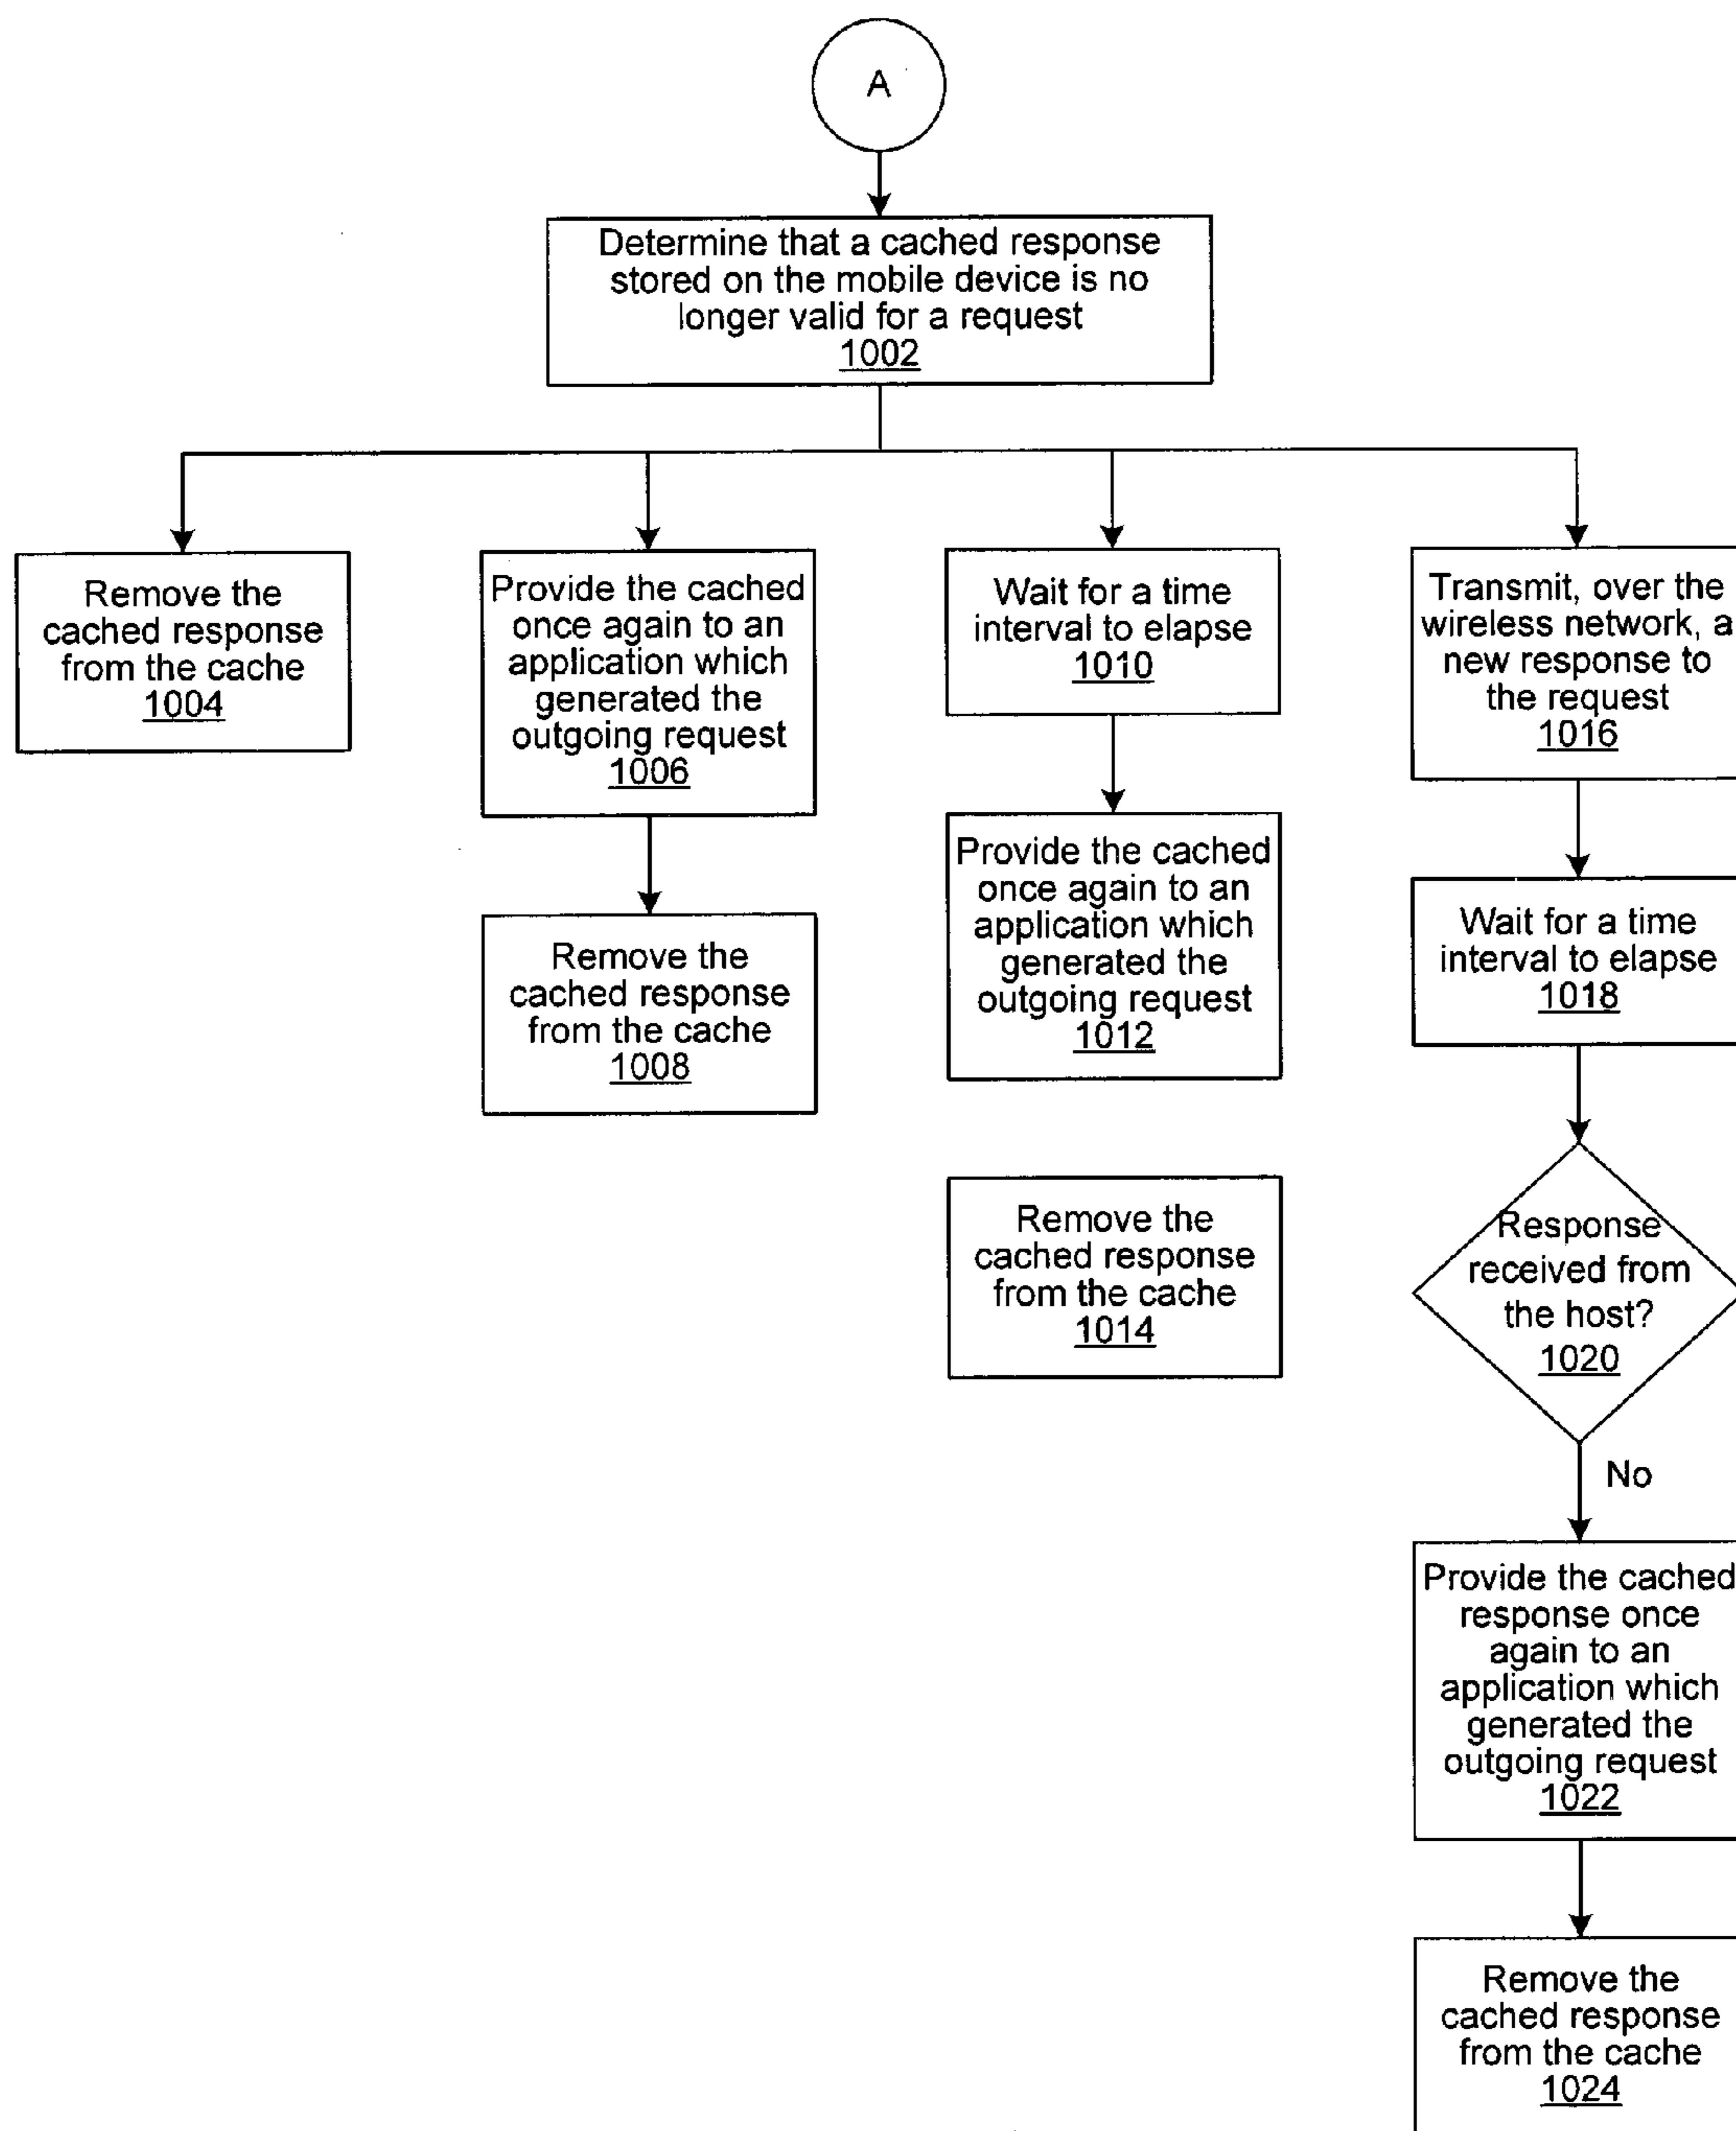 A
Determine that a cached response
stored on the mobile device is no
longer valid for a request
1002
Remove the
cached response
from the cache
1004
Provide the cached
once again to an
application which
generated the
outgoing request
1006
Remove the
cached response
from the cache
1008
Wait for a time
interval to elapse
1010
Provide the cached
once again to an
application which
generated the
outgoing request
1012
Remove the
cached response
from the cache
1014
Transmit, over the
wireless network, a
new response to
the request
1016
Wait for a time
interval to elapse
1018
Response
received from
the host?
1020
No
Provide the cached
response once
again to an
application which
generated the
outgoing request
1022
Remove the
cached response
from the cache
1024